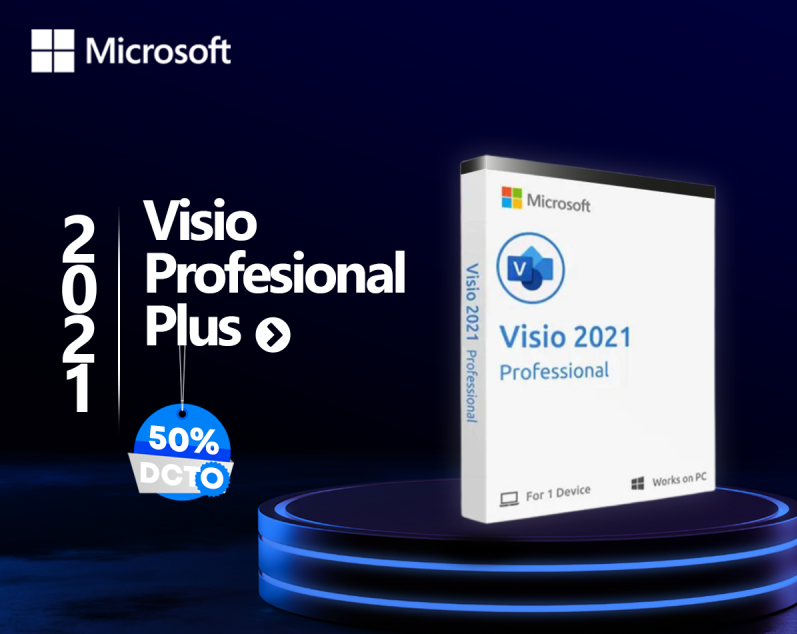 Microsoft
2021
Visio
Profesional
Plus
50%
DCTO
Microsoft
V
Visio 2021
Professional
For 1 Device
Works on PC
Visio 2021 Professional